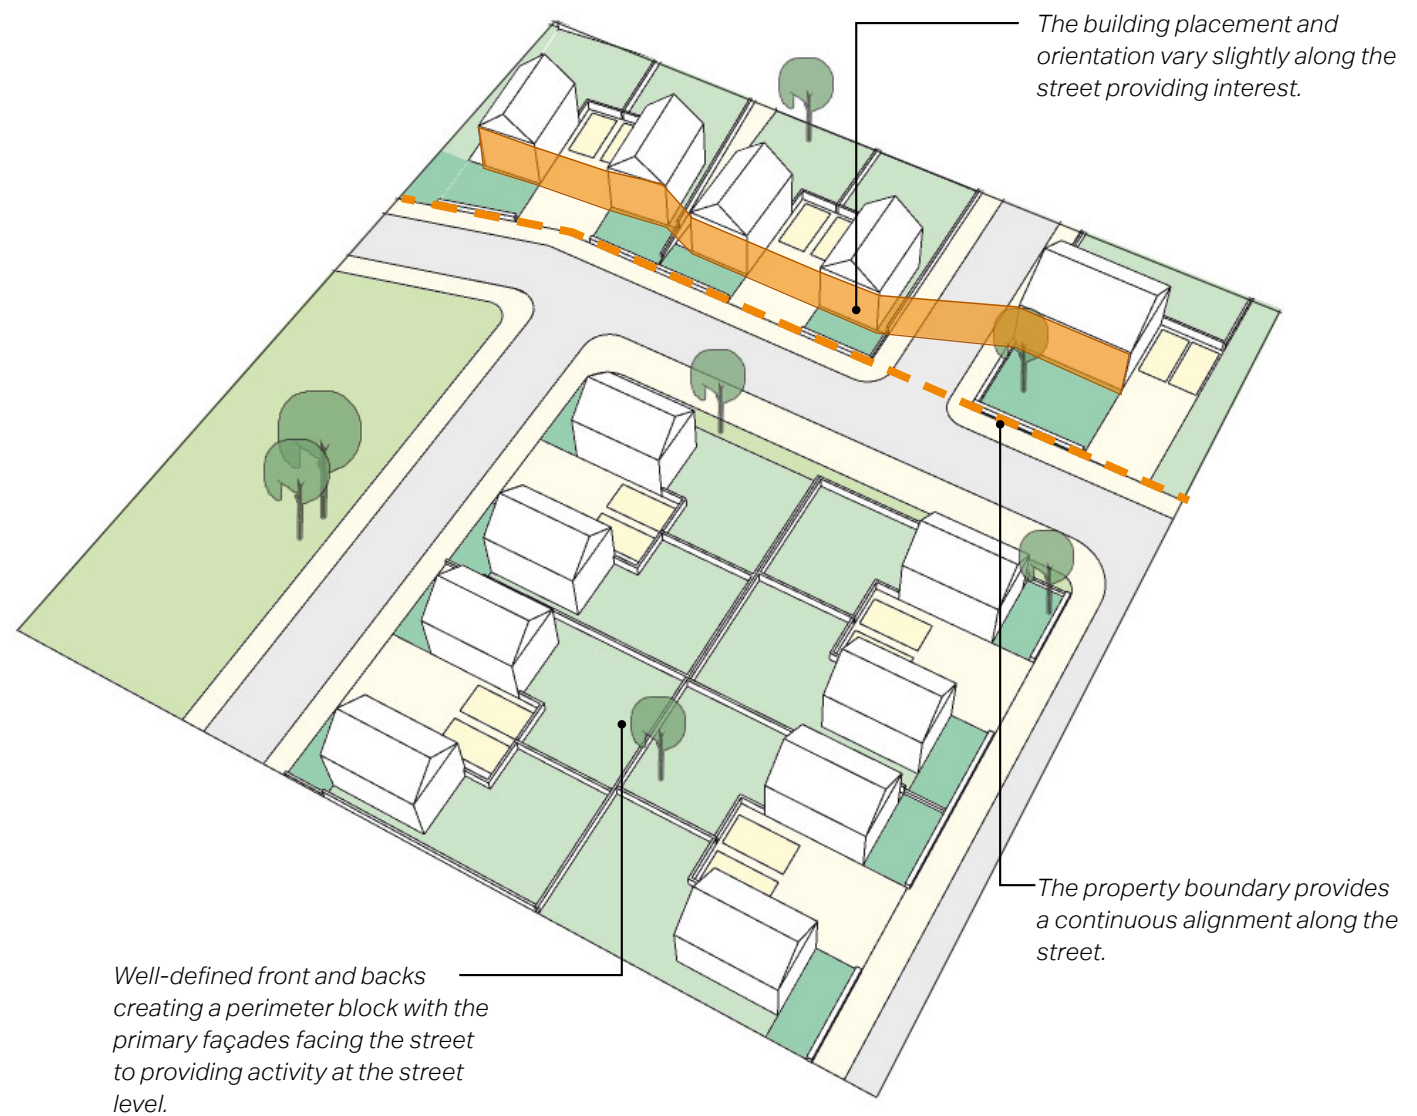 The building placement and
orientation vary slightly along the
street providing interest.
The property boundary provides
a continuous alignment along the
street.
Well-defined front and backs
creating a perimeter block with the
primary façades facing the street
to providing activity at the street
level.